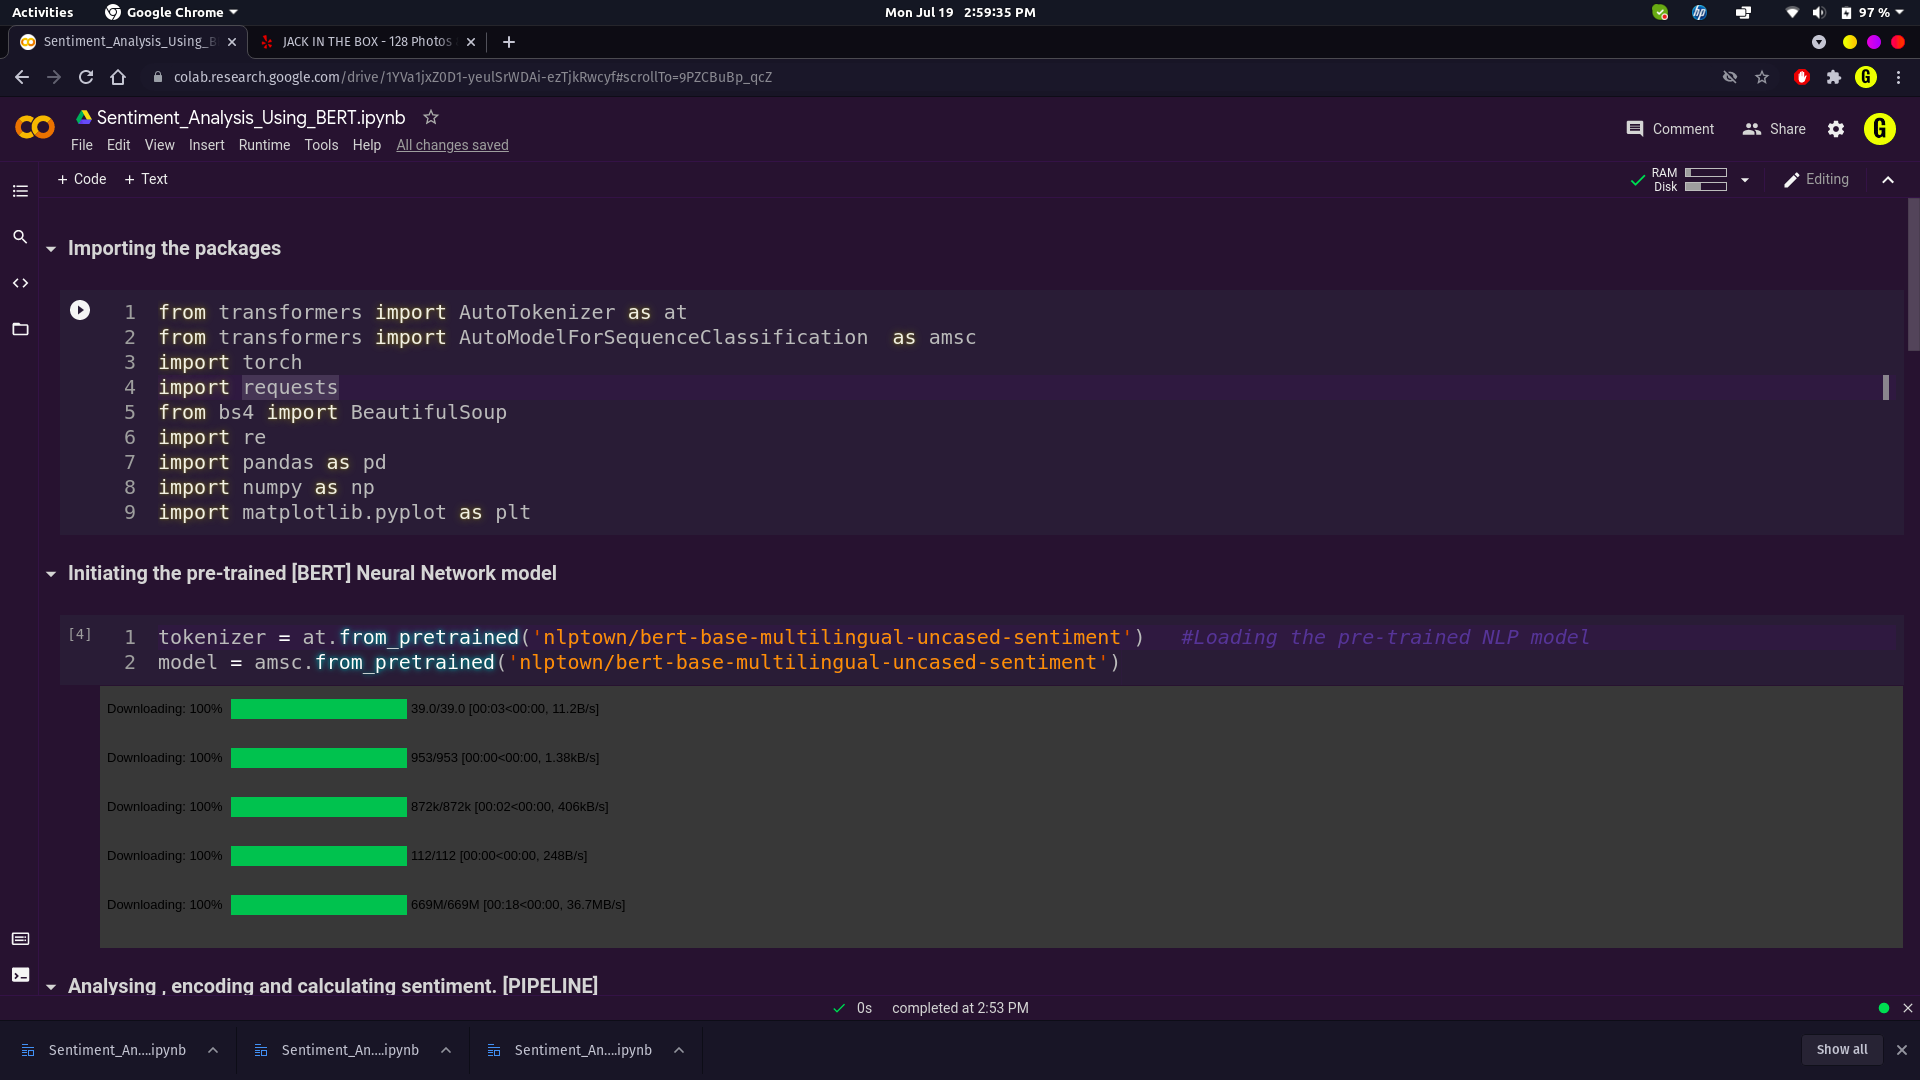 Activities Google Chrome Mon Jul 19 2:59:35 PM 97 %
Sentiment_Analysis_Using_B JACK IN THE BOX - 128 Photos
colab.research.google.com/drive/1YVa1jxZ0D1-yeulSrWDAi-ezTjkRwcyf#scrollTo=9PZCBuBp_qcZ
Sentiment_Analysis_Using_BERT.ipynb
File Edit View Insert Runtime Tools Help All changes saved
Comment Share G
+ Code + Text
RAM
Disk
Editing
Importing the packages
1 from transformers import AutoTokenizer as at
2 from transformers import AutoModelForSequenceClassification  as amsc
3 import torch
4 import requests
5 from bs4 import BeautifulSoup
6 import re
7 import pandas as pd
8 import numpy as np
9 import matplotlib.pyplot as plt
Initiating the pre-trained [BERT] Neural Network model
[4] 1 tokenizer = at.from_pretrained('nlptown/bert-base-multilingual-uncased-sentiment')   #Loading the pre-trained NLP model
2 model = amsc.from_pretrained('nlptown/bert-base-multilingual-uncased-sentiment')
Downloading: 100% 39.0/39.0 [00:03<00:00, 11.2B/s]
Downloading: 100% 953/953 [00:00<00:00, 1.38kB/s]
Downloading: 100% 872k/872k [00:02<00:00, 406kB/s]
Downloading: 100% 112/112 [00:00<00:00, 248B/s]
Downloading: 100% 669M/669M [00:18<00:00, 36.7MB/s]
Analysing , encoding and calculating sentiment. [PIPELINE]
0s completed at 2:53 PM
Sentiment_An....ipynb Sentiment_An....ipynb Sentiment_An....ipynb Show all